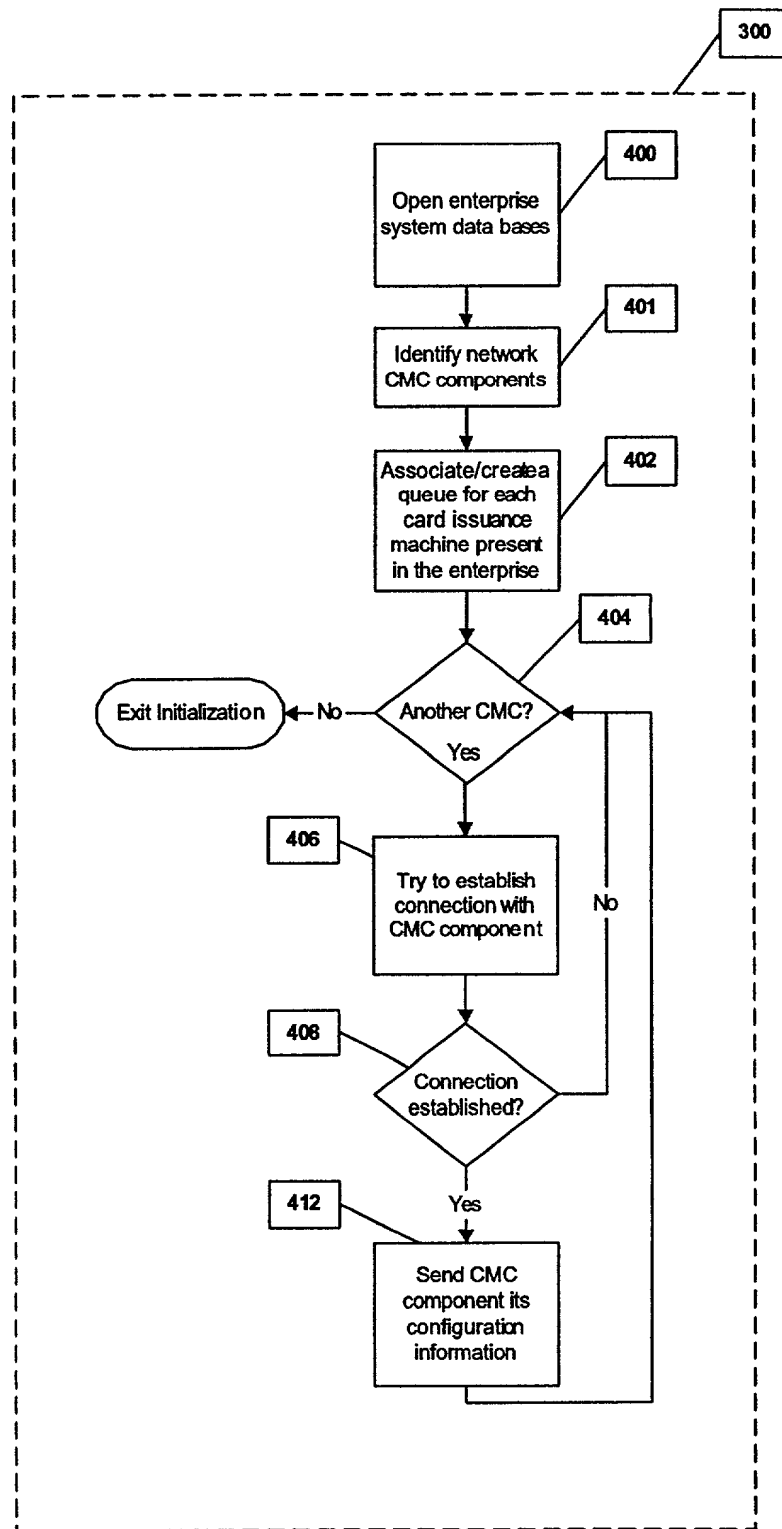 300
400
Open enterprise
system data bases
401
Identify network
CMC components
402
Associate/createa
queue for each
card issuance
machine present
in the enterprise
404
Exit Initialization
No
Another CMC?
Yes
406
Try to establish
connection with
CMC component
No
408
Connection
established?
Yes
412
Send CMC
component its
configuration
information